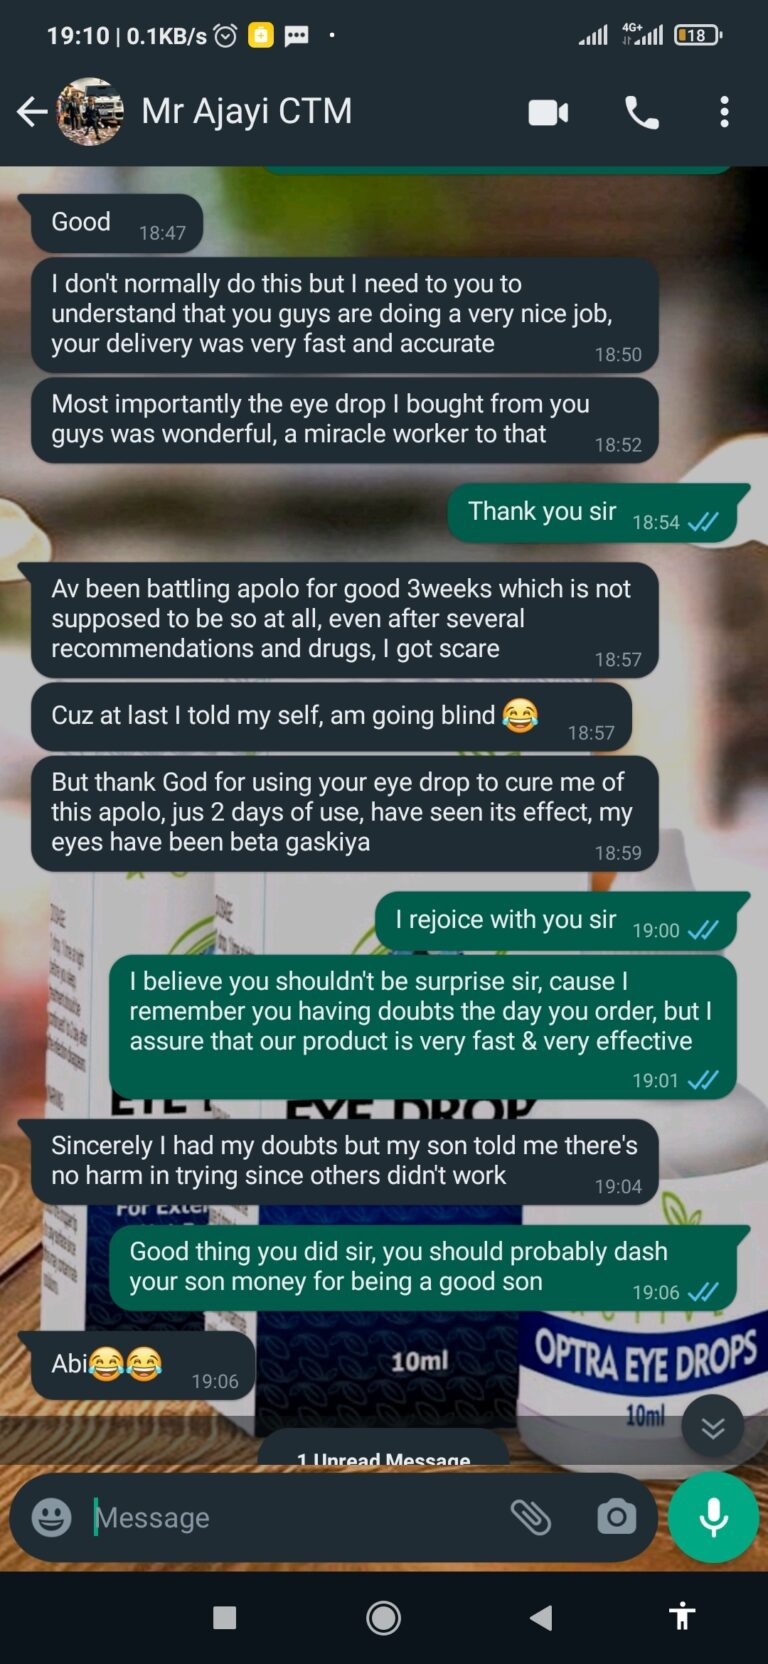 19:10 | 0.1KB/s
4G+
18
Mr Ajayi CTM
Good
18:47
I don't normally do this but I need to you to
understand that you guys are doing a very nice job,
your delivery was very fast and accurate
18:50
Most importantly the eye drop I bought from you
guys was wonderful, a miracle worker to that
18:52
Thank you sir
18:54
Av been battling apolo for good 3weeks which is not
supposed to be so at all, even after several
recommendations and drugs, I got scare
18:57
Cuz at last I told my self, am going blind 😂
18:57
But thank God for using your eye drop to cure me of
this apolo, jus 2 days of use, have seen its effect, my
eyes have been beta gaskiya
18:59
I rejoice with you sir
19:00
I believe you shouldn't be surprise sir, cause I
remember you having doubts the day you order, but I
assure that our product is very fast & very effective
19:01
EYE DROP
Sincerely I had my doubts but my son told me there's
no harm in trying since others didn't work
19:04
For Exter
Good thing you did sir, you should probably dash
your son money for being a good son
19:06
Abi😂😂
19:06
10ml
OPTRA EYE DROPS
10ml
1 Unread Message
Message